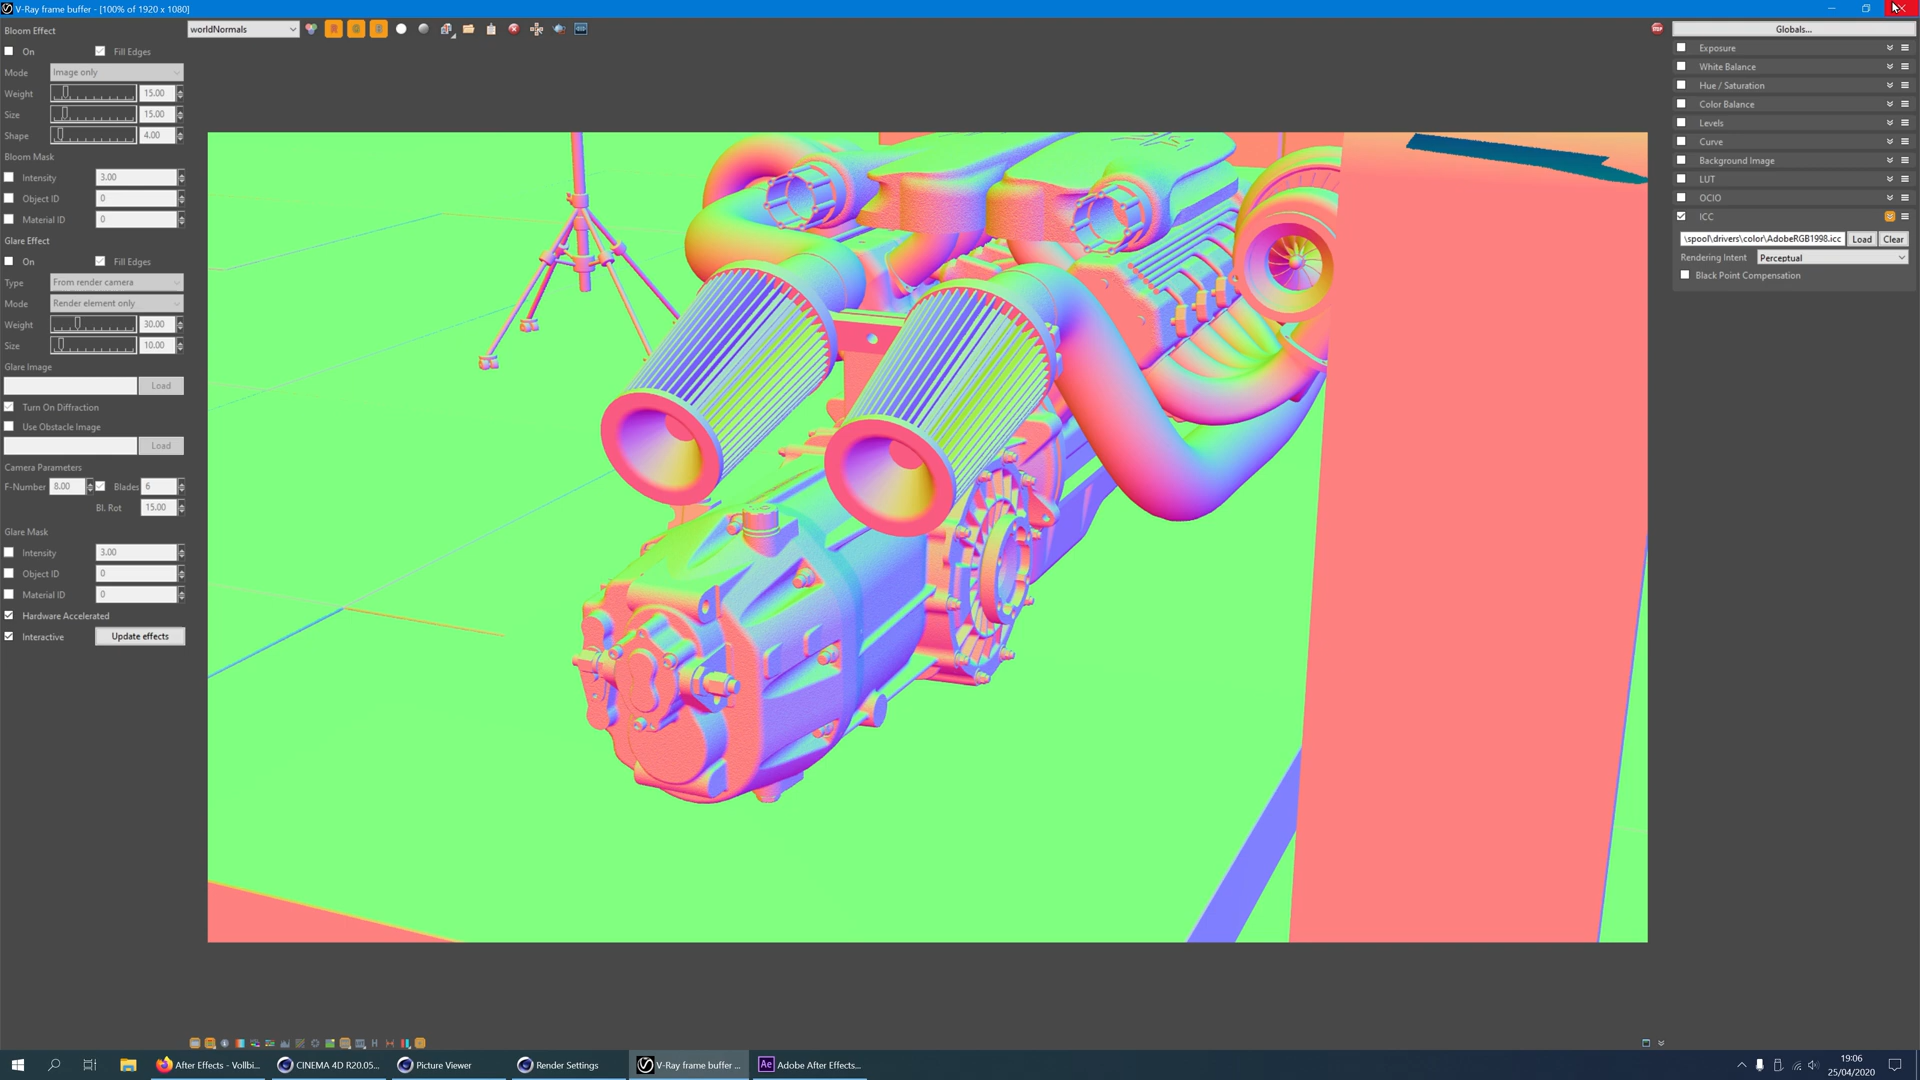 V-Ray frame buffer - [100% of 1920 x 1080]
Bloom Effect
worldNormals
Globals...
On
Fill Edges
Mode
Image only
Weight
15.00
Size
15.00
Shape
4.00
Bloom Mask
Intensity
3.00
Object ID
0
Material ID
0
Glare Effect
On
Fill Edges
Type
From render camera
Mode
Render element only
Weight
30.00
Size
10.00
Glare Image
Load
Turn On Diffraction
Use Obstacle Image
Load
Camera Parameters
F-Number
8.00
Blades
6
Bl. Rot
15.00
Glare Mask
Intensity
3.00
Object ID
0
Material ID
0
Hardware Accelerated
Interactive
Update effects
Exposure
White Balance
Hue / Saturation
Color Balance
Levels
Curve
Background Image
LUT
OCIO
ICC
\spool\drivers\color\AdobeRGB1998.icc
Load
Clear
Rendering Intent
Perceptual
Black Point Compensation
After Effects - Vollbi...
CINEMA 4D R20.05...
Picture Viewer
Render Settings
V-Ray frame buffer ...
Ae
Adobe After Effects...
19:06
25/04/2020